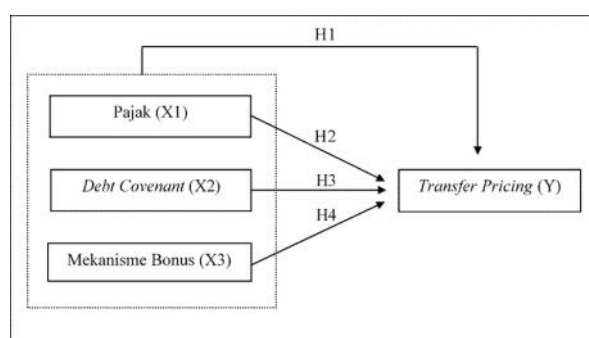 H1
Pajak (X1)
H2
Debt Covenant (X2)
H3
Transfer Pricing (Y)
H4
Mekanisme Bonus (X3)